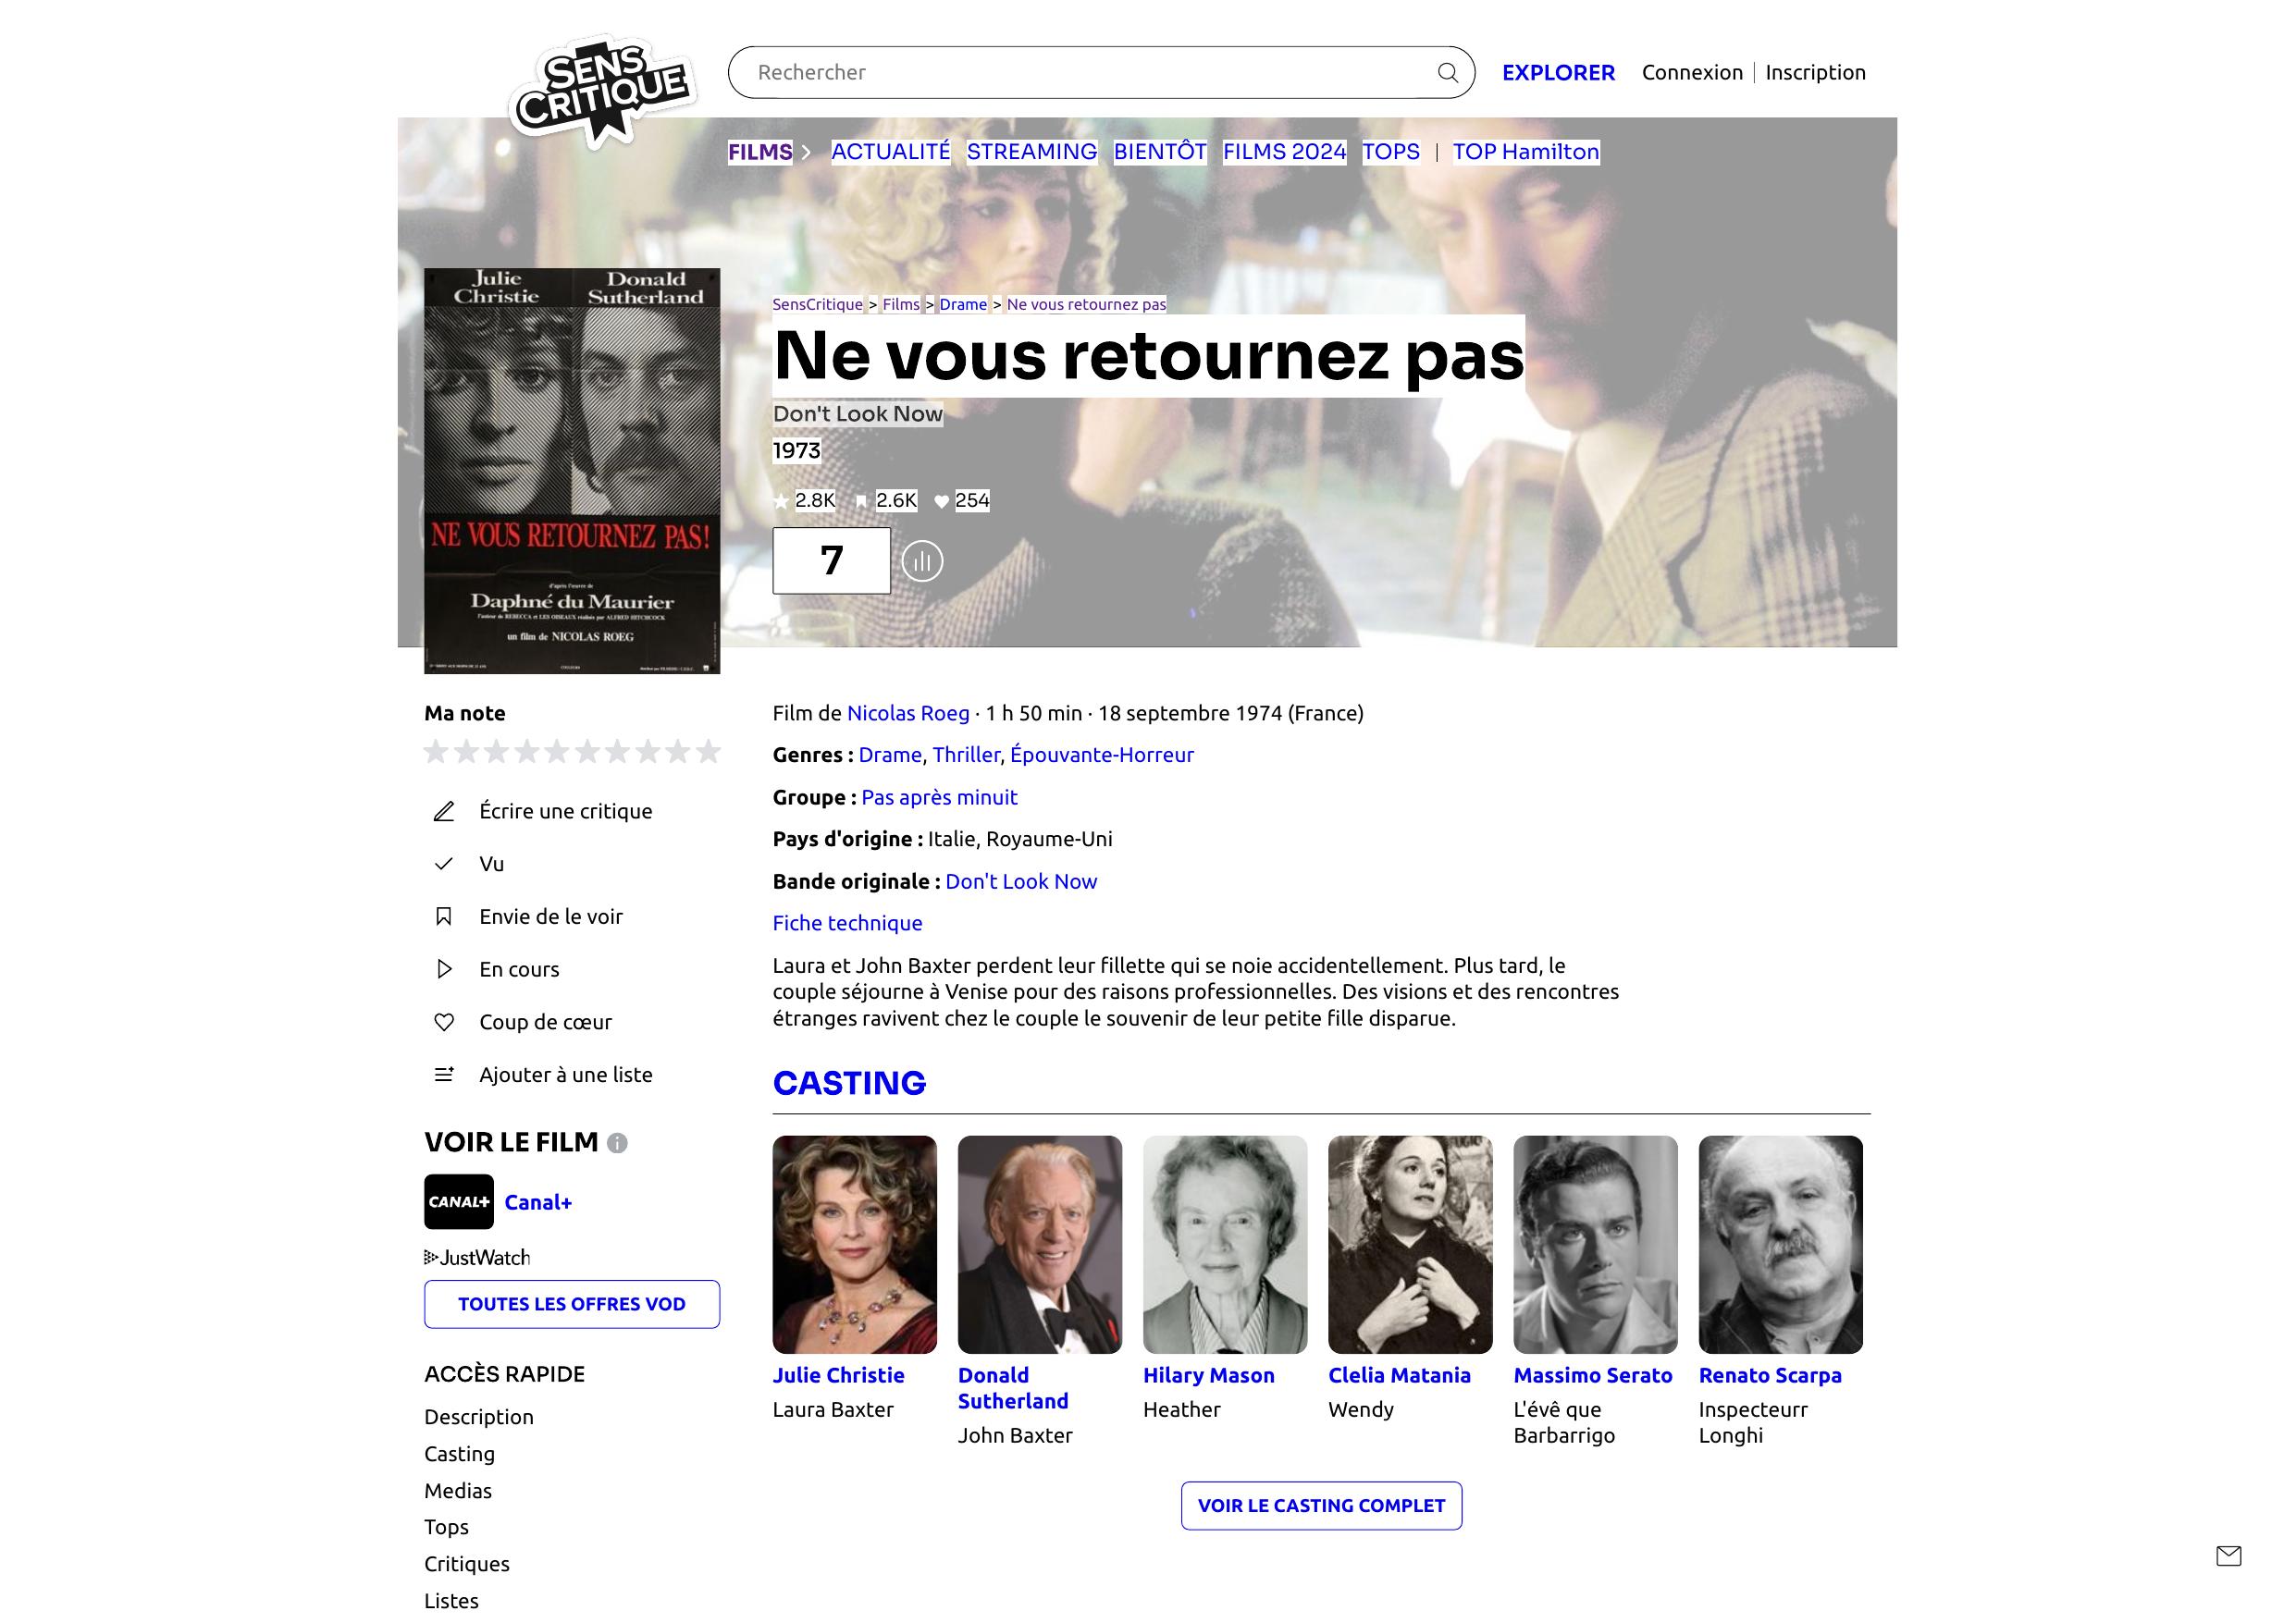 SENS
CRITIQUE
Rechercher
EXPLORER
Connexion | Inscription
FILMS
ACTUALITÉ
STREAMING
BIENTÔT
FILMS 2024
TOPS
|
TOP Hamilton
Julie
Christie
Donald
Sutherland
NE VOUS RETOURNEZ PAS!
d'après l'œuvre de
Daphné du Maurier
l'auteur de REBECCA et LES OISEAUX réalisés par ALFRED HITCHCOCK
un film de NICOLAS ROEG
SensCritique > Films > Drame > Ne vous retournez pas
Ne vous retournez pas
Don't Look Now
1973
2.8K
2.6K
254
7
Ma note
Écrire une critique
Vu
Envie de le voir
En cours
Coup de cœur
Ajouter à une liste
VOIR LE FILM
CANAL+
Canal+
JustWatch
TOUTES LES OFFRES VOD
ACCÈS RAPIDE
Description
Casting
Medias
Tops
Critiques
Listes
Film de Nicolas Roeg · 1 h 50 min · 18 septembre 1974 (France)
Genres : Drame, Thriller, Épouvante-Horreur
Groupe : Pas après minuit
Pays d'origine : Italie, Royaume-Uni
Bande originale : Don't Look Now
Fiche technique
Laura et John Baxter perdent leur fillette qui se noie accidentellement. Plus tard, le
couple séjourne à Venise pour des raisons professionnelles. Des visions et des rencontres
étranges ravivent chez le couple le souvenir de leur petite fille disparue.
CASTING
Julie Christie
Laura Baxter
Donald
Sutherland
John Baxter
Hilary Mason
Heather
Clelia Matania
Wendy
Massimo Serato
L'évê que
Barbarrigo
Renato Scarpa
Inspecteurr
Longhi
VOIR LE CASTING COMPLET